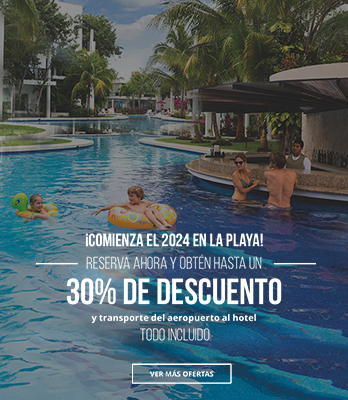 ¡COMIENZA EL 2024 EN LA PLAYA!
RESERVA AHORA Y OBTÉN HASTA UN
30% DE DESCUENTO
y transporte del aeropuerto al hotel
TODO INCLUIDO
VER MÁS OFERTAS